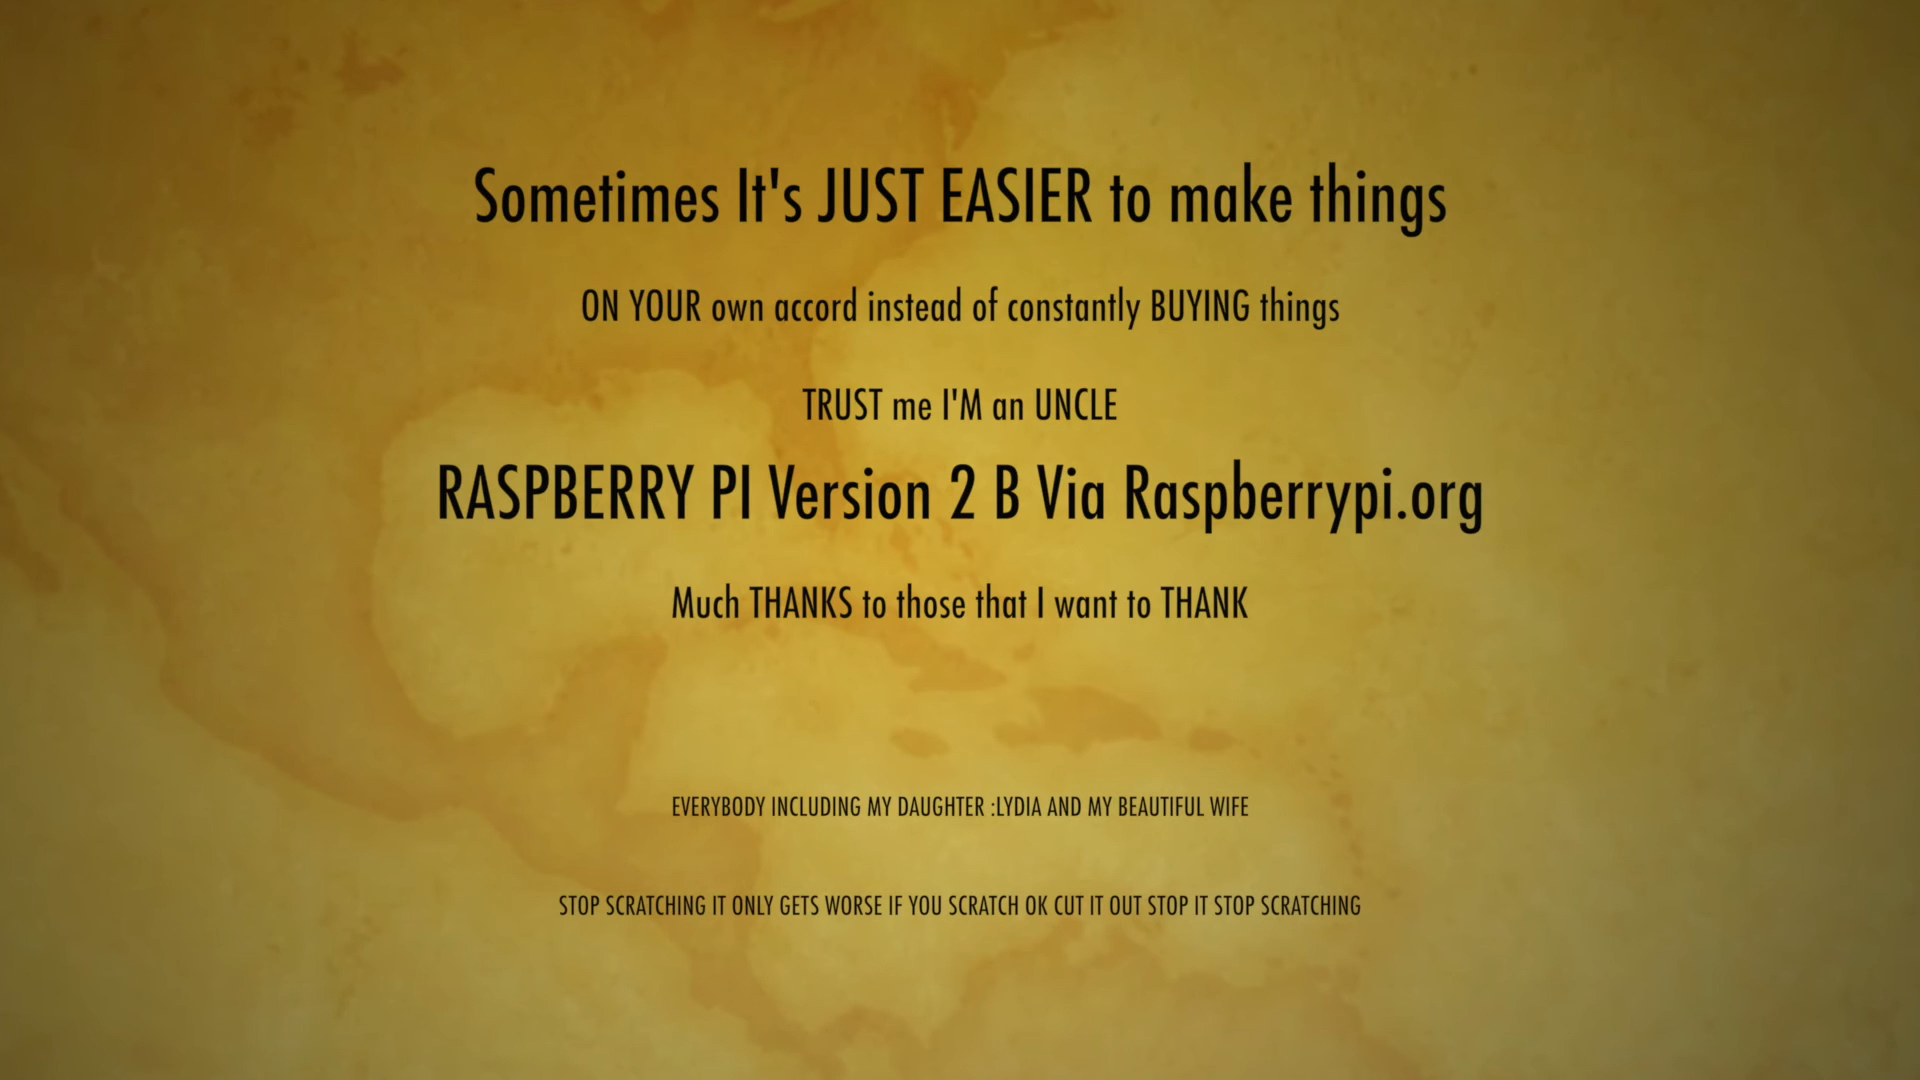 Sometimes It's JUST EASIER to make things
ON YOUR own accord instead of constantly BUYING things
TRUST me I'M an UNCLE
RASPBERRY PI Version 2 B Via Raspberrypi.org
Much THANKS to those that I want to THANK
EVERYBODY INCLUDING MY DAUGHTER :LYDIA AND MY BEAUTIFUL WIFE
STOP SCRATCHING IT ONLY GETS WORSE IF YOU SCRATCH OK CUT IT OUT STOP IT STOP SCRATCHING